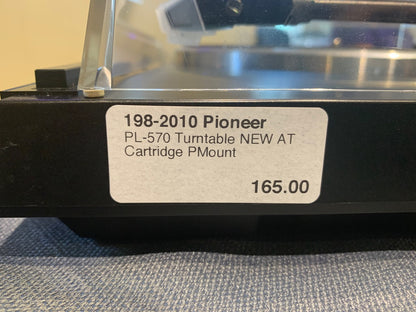 198-2010 Pioneer
PL-570 Turntable NEW AT
Cartridge PMount
165.00